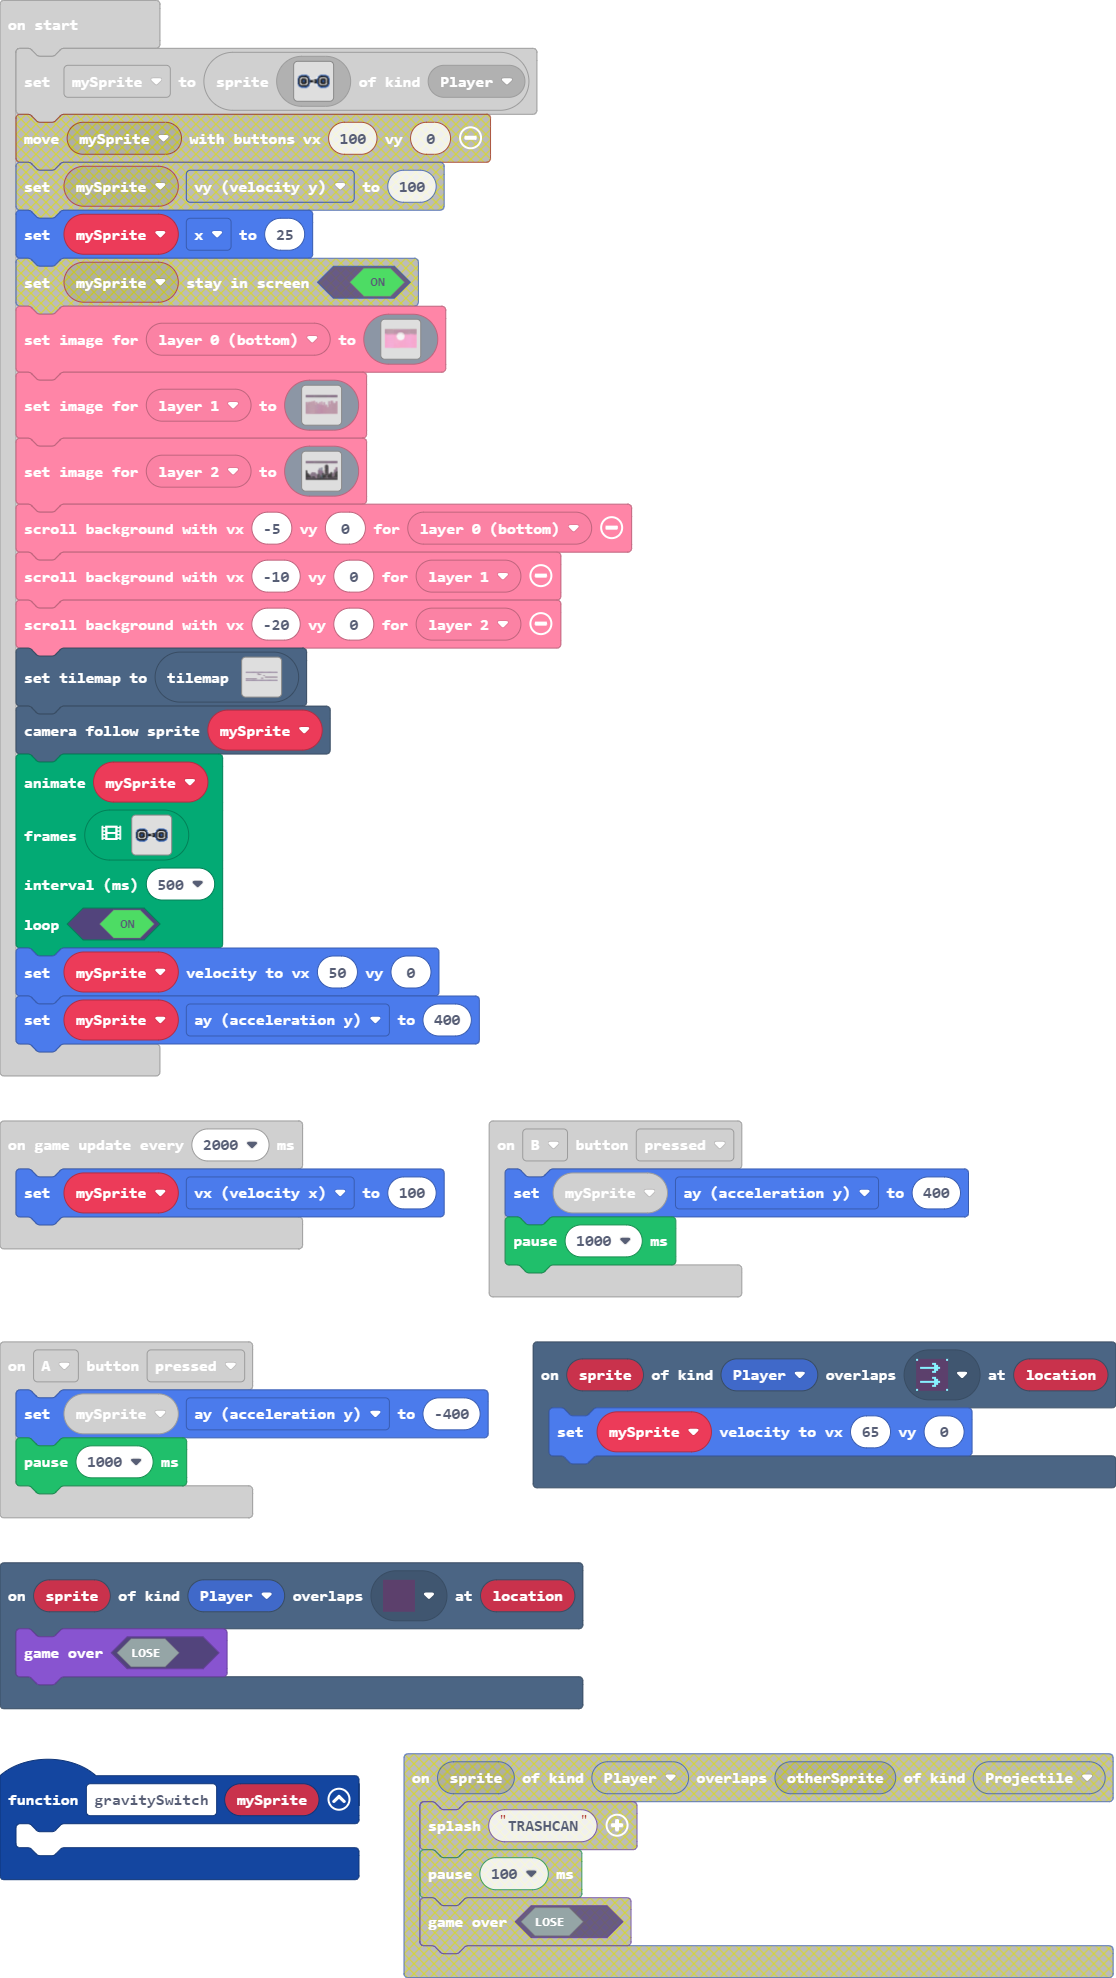 on start
set mySprite to sprite of kind Player
move mySprite with buttons vx 100 vy 0
set mySprite vy (velocity y) to 100
set mySprite x to 25
set mySprite stay in screen ON
set image for layer 0 (bottom) to
set image for layer 1 to
set image for layer 2 to
scroll background with vx -5 vy 0 for layer 0 (bottom)
scroll background with vx -10 vy 0 for layer 1
scroll background with vx -20 vy 0 for layer 2
set tilemap to tilemap
camera follow sprite mySprite
animate mySprite
frames
interval (ms) 500
loop ON
set mySprite velocity to vx 50 vy 0
set mySprite ay (acceleration y) to 400
on game update every 2000 ms
set mySprite vx (velocity x) to 100
on B button pressed
set mySprite ay (acceleration y) to 400
pause 1000 ms
on A button pressed
set mySprite ay (acceleration y) to -400
pause 1000 ms
on sprite of kind Player overlaps at location
set mySprite velocity to vx 65 vy 0
on sprite of kind Player overlaps at location
game over LOSE
function gravitySwitch mySprite
on sprite of kind Player overlaps otherSprite of kind Projectile
splash "TRASHCAN"
pause 100 ms
game over LOSE